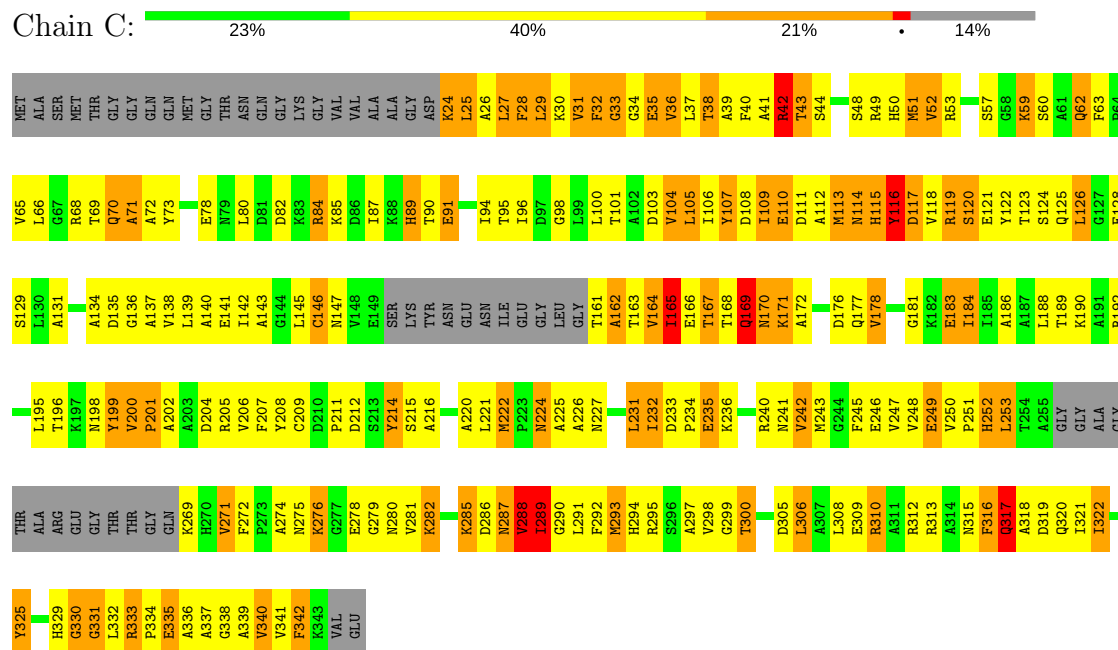 Chain C:
23% 40% 21% • 14%
MET ALA SER MET THR GLY GLY GLN GLN MET GLY THR ASN GLN GLY LYS GLY VAL VAL ALA ALA GLY ASP K24 L25 A26 L27 F28 L29 K30 V31 F32 G33 G34 E35 V36 L37 T38 A39 F40 A41 R42 T43 S44 S48 R49 H50 M51 V52 R53 S57 G58 K59 S60 A61 Q62 F63
V65 L66 G67 R68 T69 Q70 A71 A72 Y73 E78 N79 L80 D81 D82 K83 R84 K85 D86 I87 K88 H89 T90 E91 I94 T95 I96 D97 G98 L99 L100 T101 A102 D103 V104 L105 I106 Y107 D108 I109 E110 D111 A112 M113 N114 H115 Y116 D117 V118 R119 S120 E121 Y122 T123 S124 Q125 L126 G127
S129 L130 A131 A134 D135 G136 A137 V138 L139 A140 E141 I142 A143 G144 L145 C146 N147 V148 E149 SER LYS TYR ASN GLU ASN ILE GLU GLY LEU GLY T161 A162 T163 V164 I165 E166 T167 T168 Q169 N170 K171 A172 D176 Q177 V178 G181 K182 E183 I184 I185 A186 A187 L188 T189 K190 A191
L195 T196 K197 N198 Y199 V200 P201 A202 A203 D204 R205 V206 F207 Y208 C209 D210 P211 D212 S213 Y214 S215 A216 A220 L221 M222 P223 N224 A225 A226 N227 L231 I232 D233 P234 E235 K236 R240 N241 V242 M243 G244 F245 E246 V247 V248 E249 V250 P251 H252 L253 T254 A255 GLY GLY ALA
THR ALA ARG GLU GLY THR THR GLY GLN K269 H270 V271 F272 P273 A274 N275 K276 G277 E278 G279 N280 V281 K282 K285 D286 N287 V288 I289 G290 L291 F292 M293 H294 R295 S296 A297 V298 G299 T300 D305 L306 A307 L308 E309 R310 A311 R312 R313 A314 N315 F316 Q317 A318 D319 Q320 I321 I322
Y325 H329 G330 G331 L332 R333 P334 E335 A336 A337 G338 A339 V340 V341 F342 K343 VAL GLU